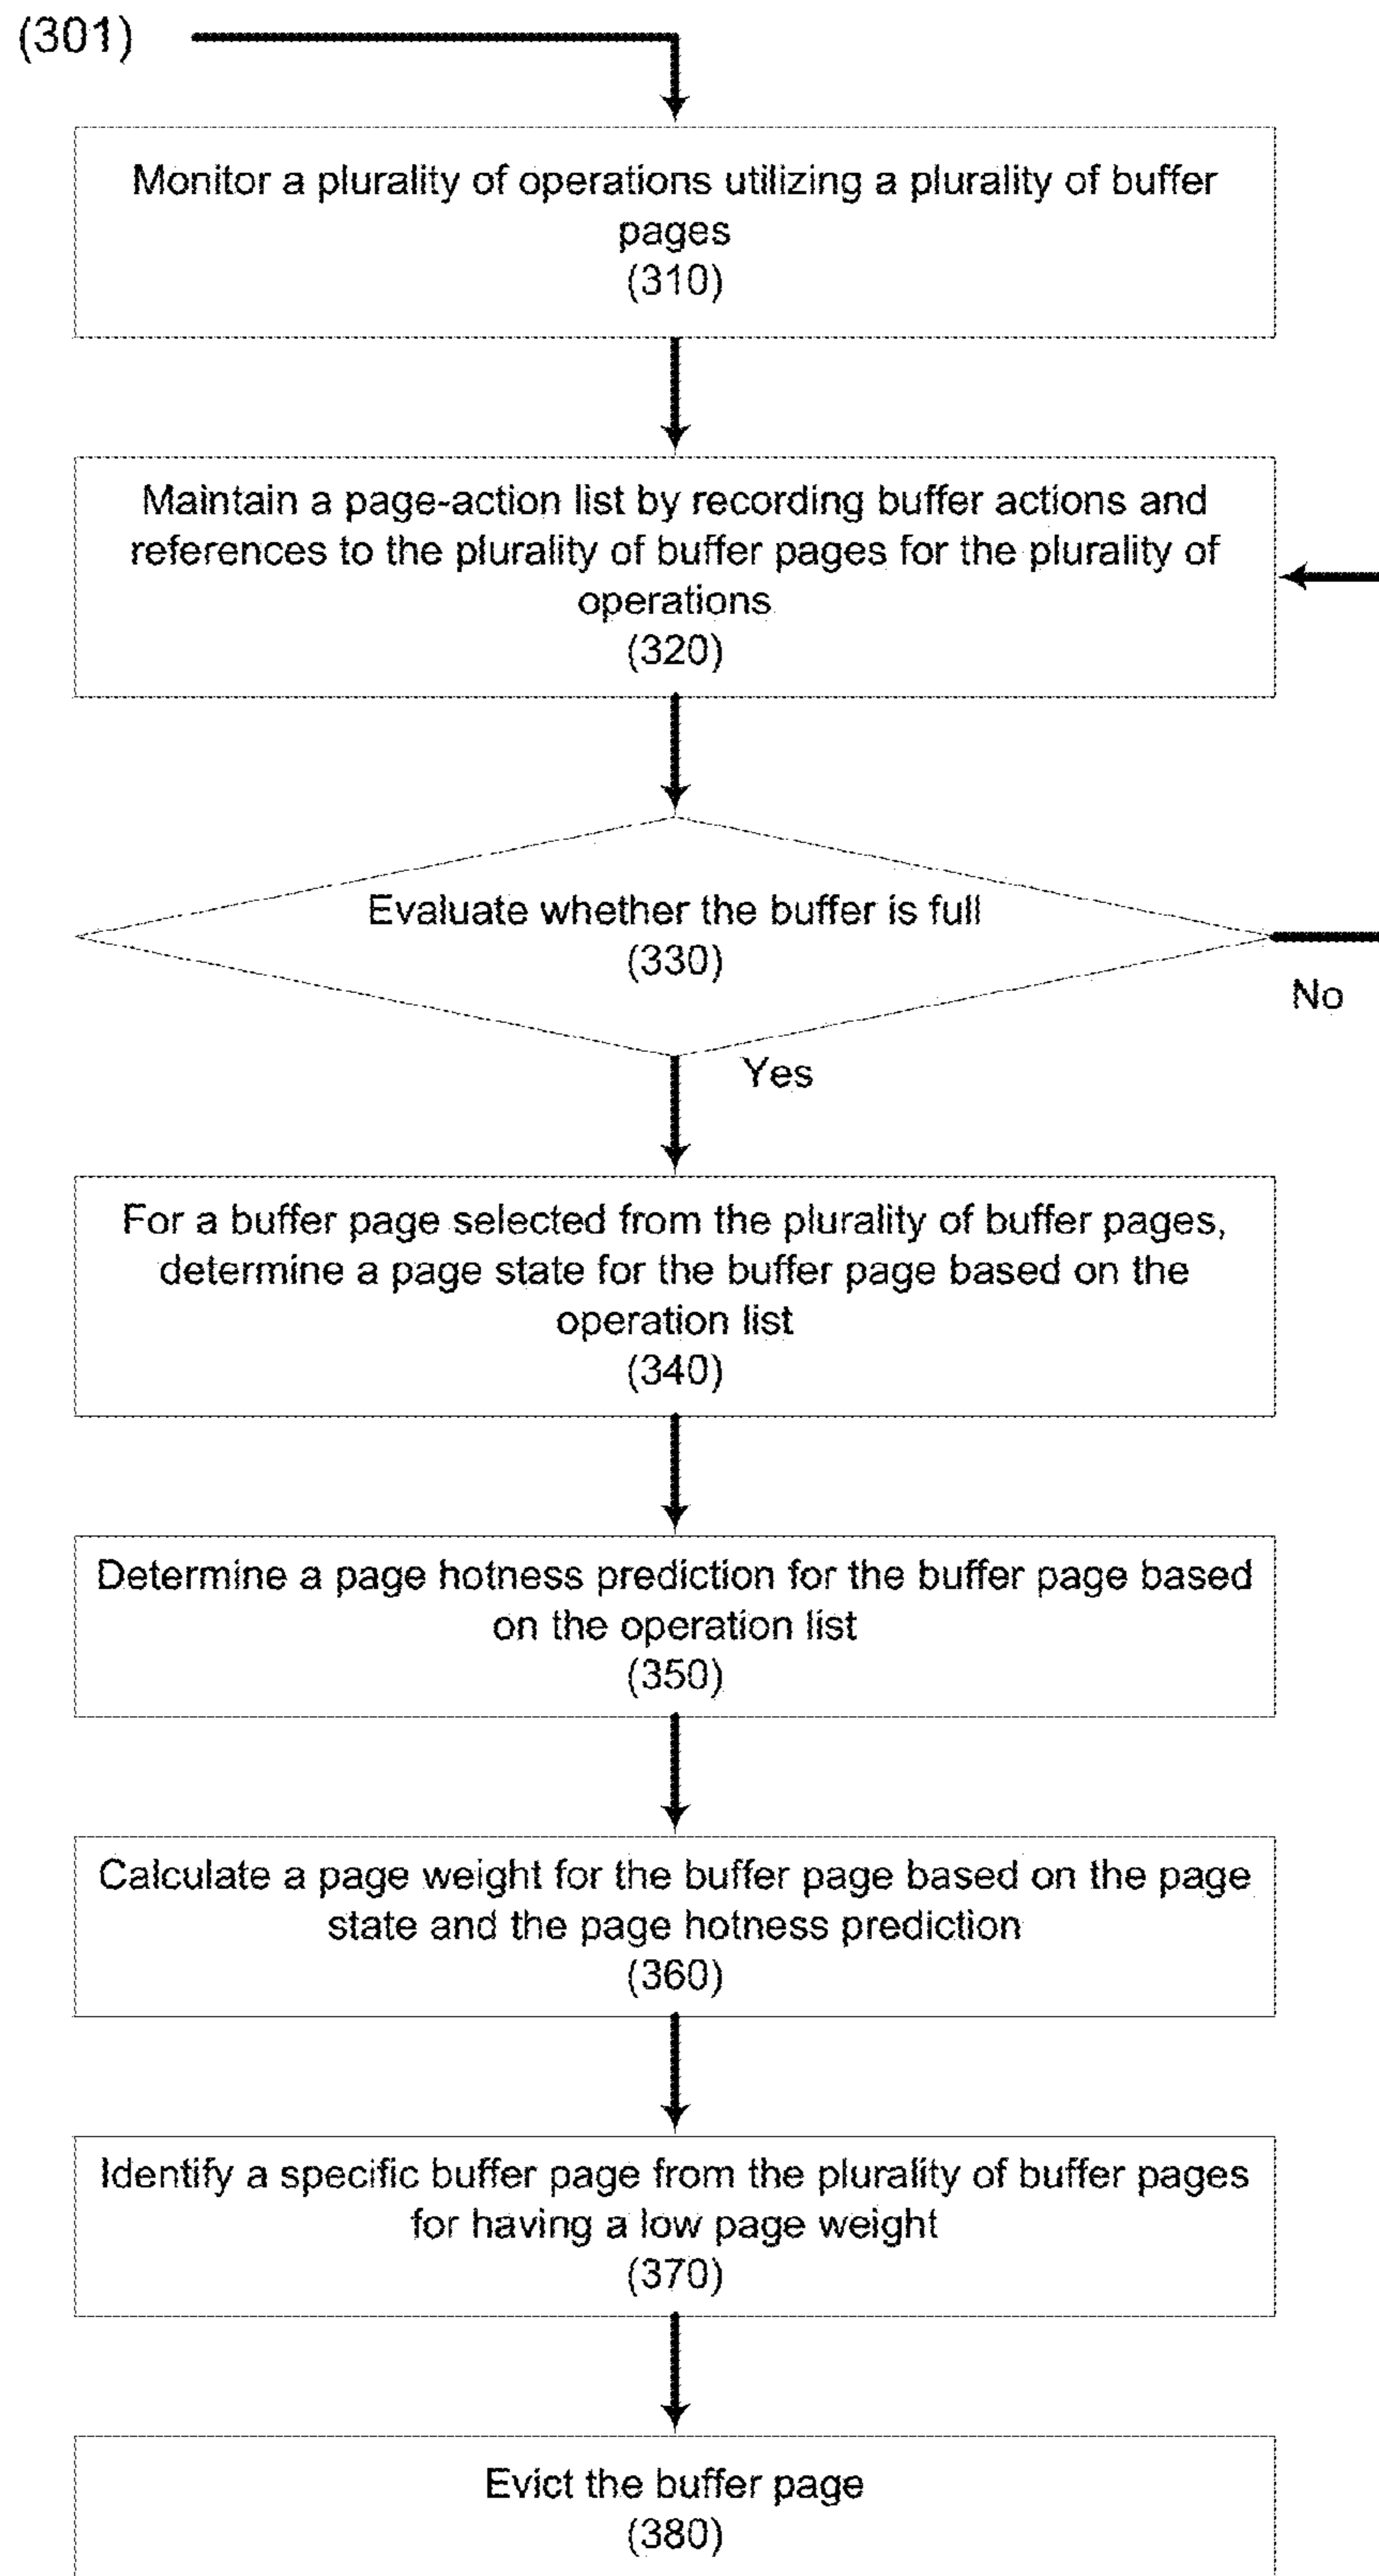 (301)
Monitor a plurality of operations utilizing a plurality of buffer
pages
(310)
Maintain a page-action list by recording buffer actions and
references to the plurality of buffer pages for the plurality of
operations
(320)
Evaluate whether the buffer is full
(330)
No
Yes
For a buffer page selected from the plurality of buffer pages,
determine a page state for the buffer page based on the
operation list
(340)
Determine a page hotness prediction for the buffer page based
on the operation list
(350)
Calculate a page weight for the buffer page based on the page
state and the page hotness prediction
(360)
Identify a specific buffer page from the plurality of buffer pages
for having a low page weight
(370)
Evict the buffer page
(380)